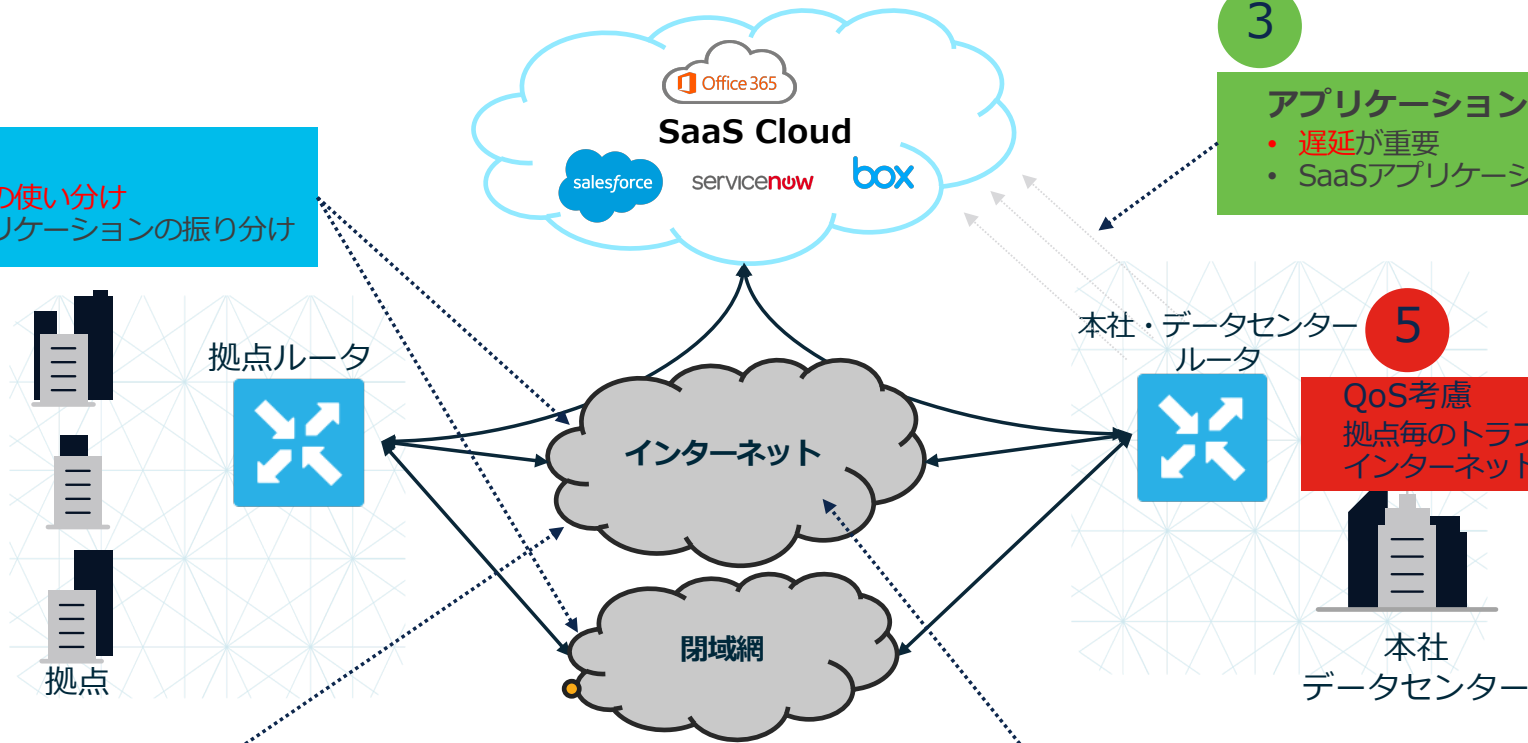 3
アプリケーション
• 遅延が重要
• SaaSアプリケーシ
Office 365
SaaS Cloud
salesforce
servicenow
box
の使い分け
リケーションの振り分け
拠点ルータ
本社・データセンター
ルータ
5
QoS考慮
拠点毎のトラフ
インターネット
インターネット
閉域網
拠点
本社
データセンター